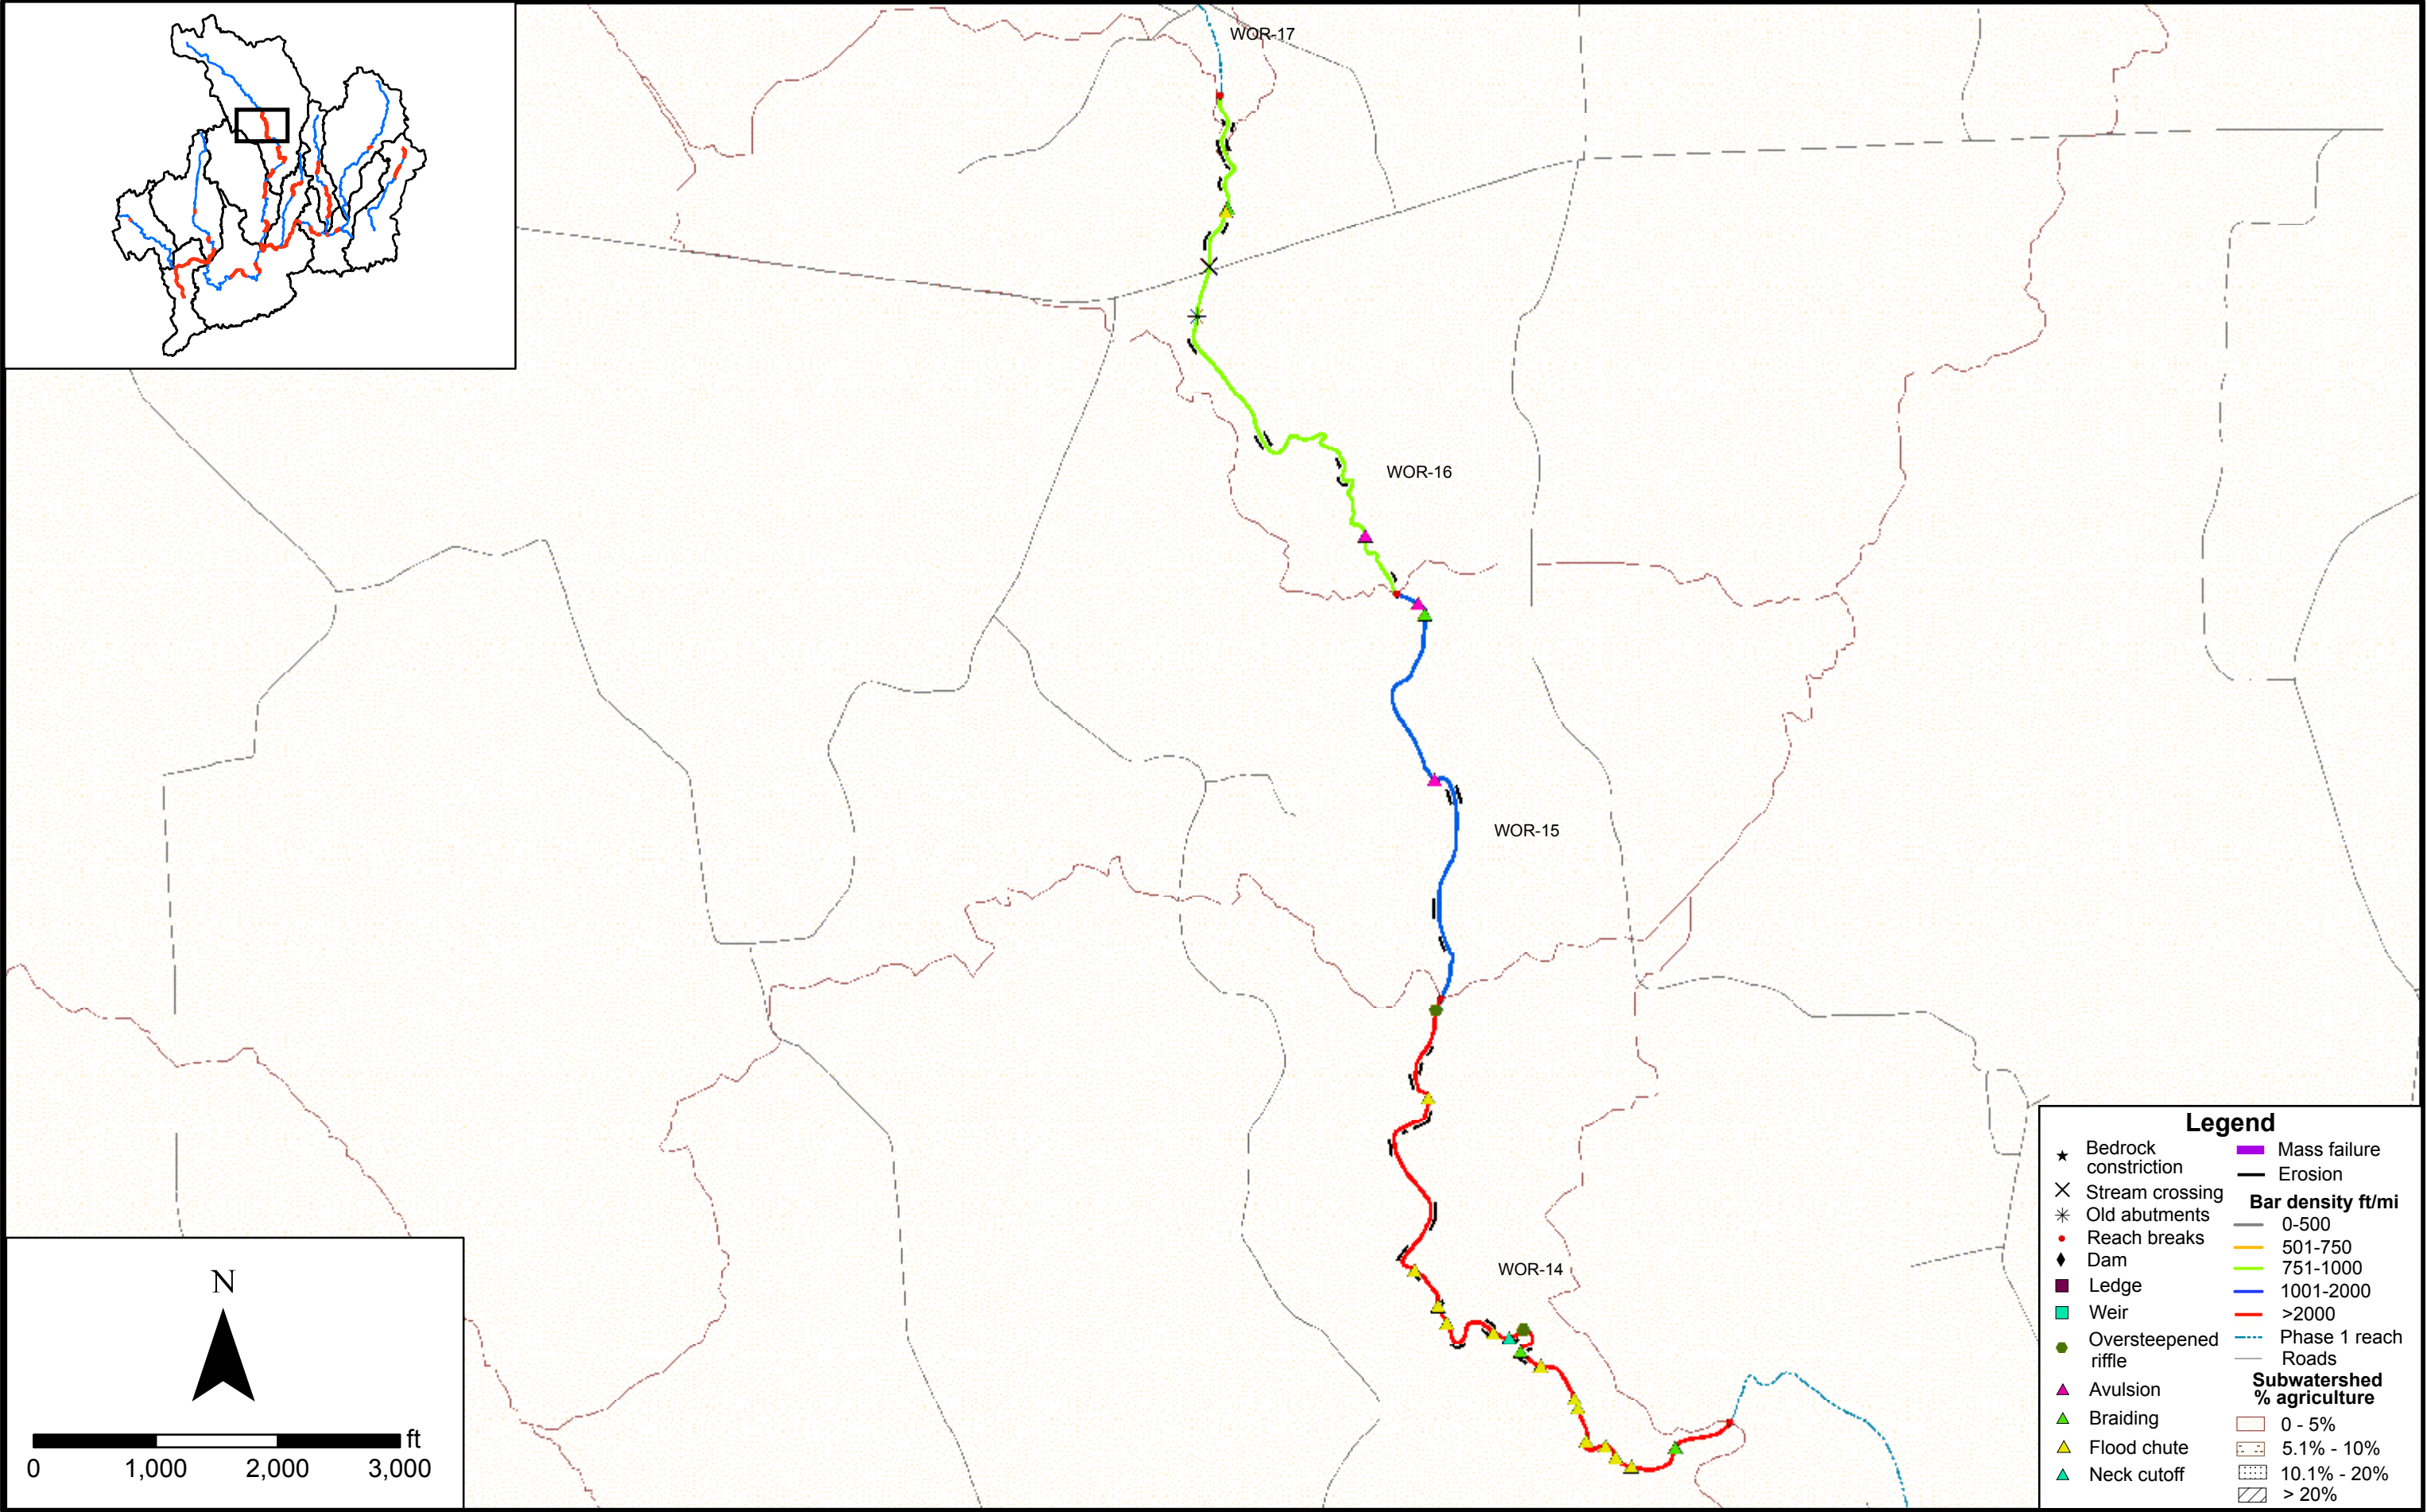 WOR-17
WOR-16
WOR-15
WOR-14
N
ft
0 1,000 2,000 3,000
Legend
Bedrock
constriction
Stream crossing
Old abutments
Reach breaks
Dam
Ledge
Weir
Oversteepened
riffle
Avulsion
Braiding
Flood chute
Neck cutoff
Mass failure
Erosion
Bar density ft/mi
0-500
501-750
751-1000
1001-2000
>2000
Phase 1 reach
Roads
Subwatershed
% agriculture
0 - 5%
5.1% - 10%
10.1% - 20%
> 20%